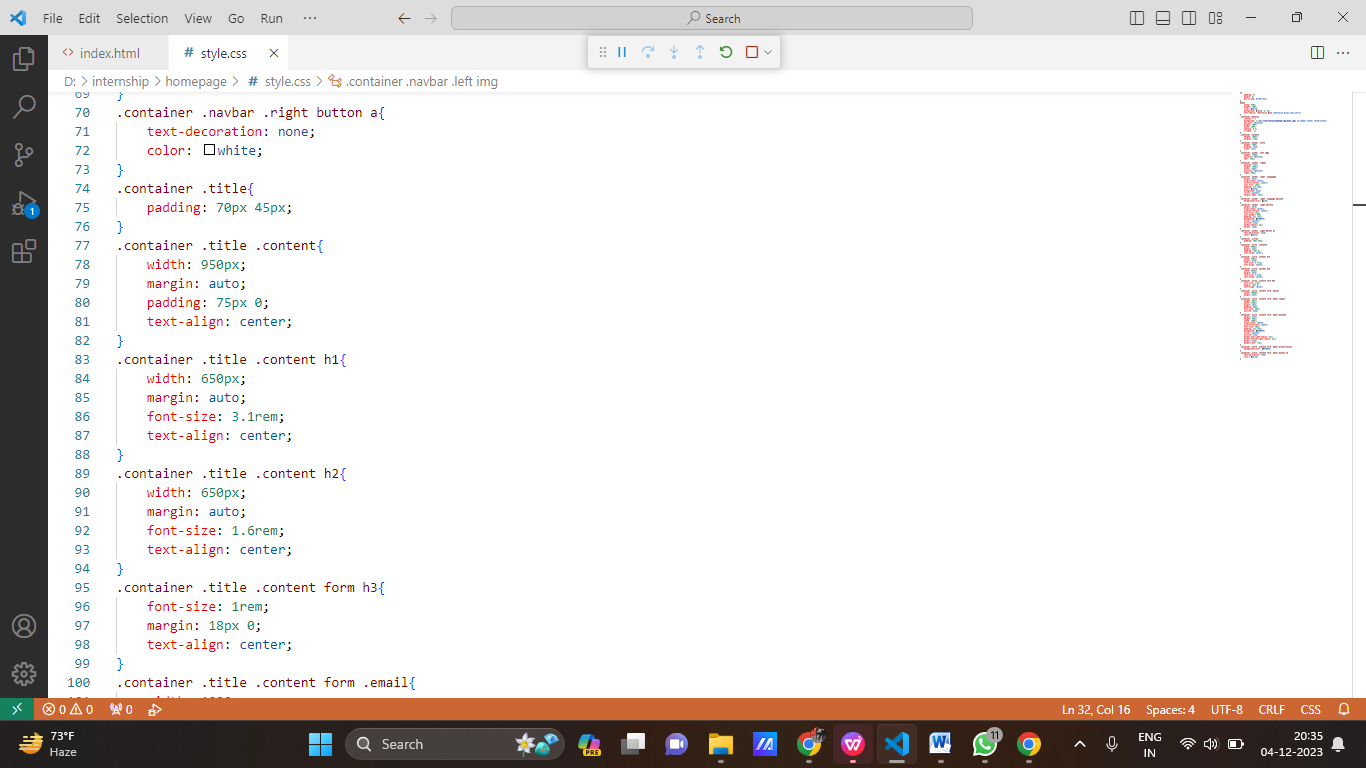 File Edit Selection View Go Run ···
Search
index.html
# style.css
D: > internship > homepage > # style.css > .container .navbar .left img
69 }
70 .container .navbar .right button a{
71 text-decoration: none;
72 color: white;
73 }
74 .container .title{
75 padding: 70px 45px;
76 }
77 .container .title .content{
78 width: 950px;
79 margin: auto;
80 padding: 75px 0;
81 text-align: center;
82 }
83 .container .title .content h1{
84 width: 650px;
85 margin: auto;
86 font-size: 3.1rem;
87 text-align: center;
88 }
89 .container .title .content h2{
90 width: 650px;
91 margin: auto;
92 font-size: 1.6rem;
93 text-align: center;
94 }
95 .container .title .content form h3{
96 font-size: 1rem;
97 margin: 18px 0;
98 text-align: center;
99 }
100 .container .title .content form .email{
1
0 0 0
Ln 32, Col 16 Spaces: 4 UTF-8 CRLF CSS
73°F
Haze
Search
PRE
11
ENG
IN
20:35
04-12-2023